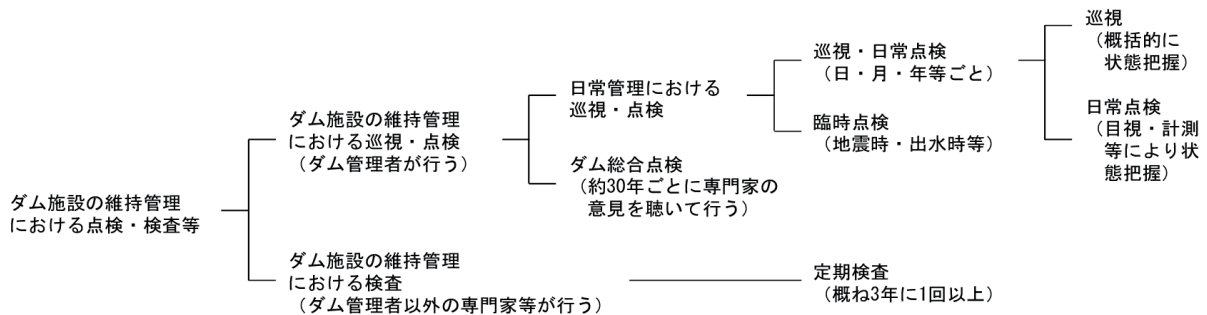 ダム施設の維持管理
における点検・検査等
ダム施設の維持管理
における巡視・点検
（ダム管理者が行う）
日常管理における
巡視・点検
巡視・日常点検
（日・月・年等ごと）
巡視
（概括的に
状態把握）
日常点検
（目視・計測
等により状
態把握）
臨時点検
（地震時・出水時等）
ダム総合点検
（約30年ごとに専門家の
意見を聴いて行う）
ダム施設の維持管理
における検査
（ダム管理者以外の専門家等が行う）
定期検査
（概ね3年に1回以上）